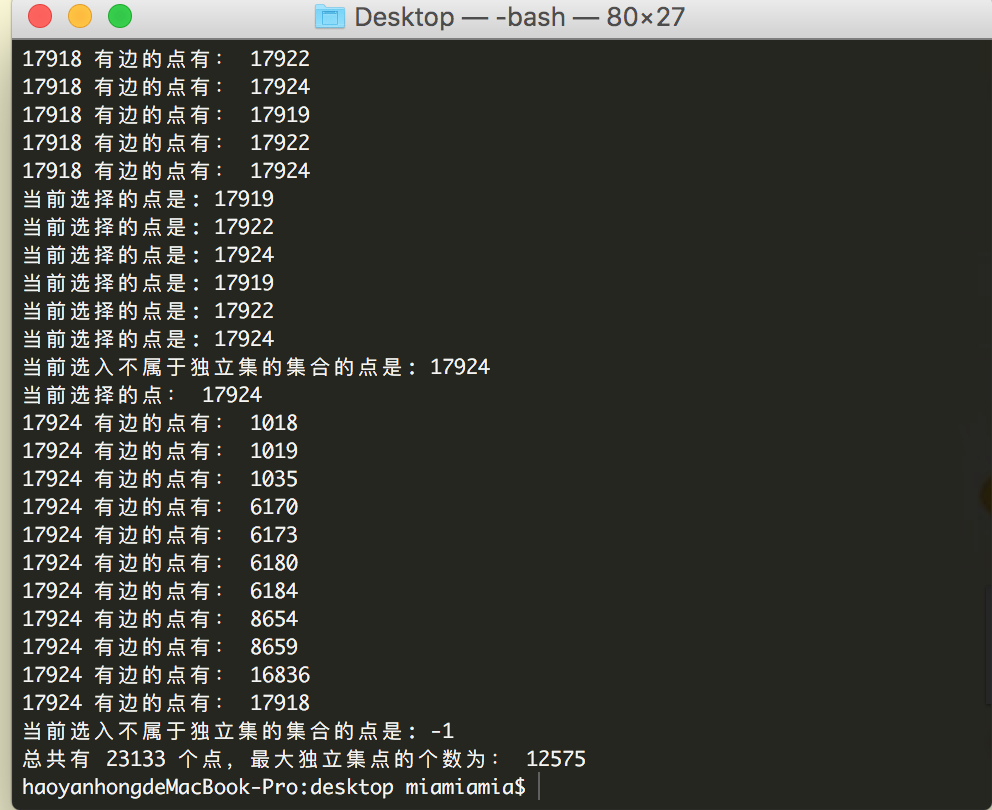 Desktop — -bash — 80×27
17918 有边的点有： 17922
17918 有边的点有： 17924
17918 有边的点有： 17919
17918 有边的点有： 17922
17918 有边的点有： 17924
当前选择的点是：17919
当前选择的点是：17922
当前选择的点是：17924
当前选择的点是：17919
当前选择的点是：17922
当前选择的点是：17924
当前选入不属于独立集的集合的点是：17924
当前选择的点： 17924
17924 有边的点有： 1018
17924 有边的点有： 1019
17924 有边的点有： 1035
17924 有边的点有： 6170
17924 有边的点有： 6173
17924 有边的点有： 6180
17924 有边的点有： 6184
17924 有边的点有： 8654
17924 有边的点有： 8659
17924 有边的点有： 16836
17924 有边的点有： 17918
当前选入不属于独立集的集合的点是：-1
总共有 23133 个点，最大独立集点的个数为： 12575
haoyanhongdeMacBook-Pro:desktop miamiamia$